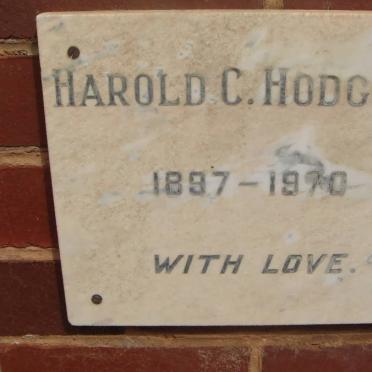 HAROLD C. HODG
1897-1970
WITH LOVE.